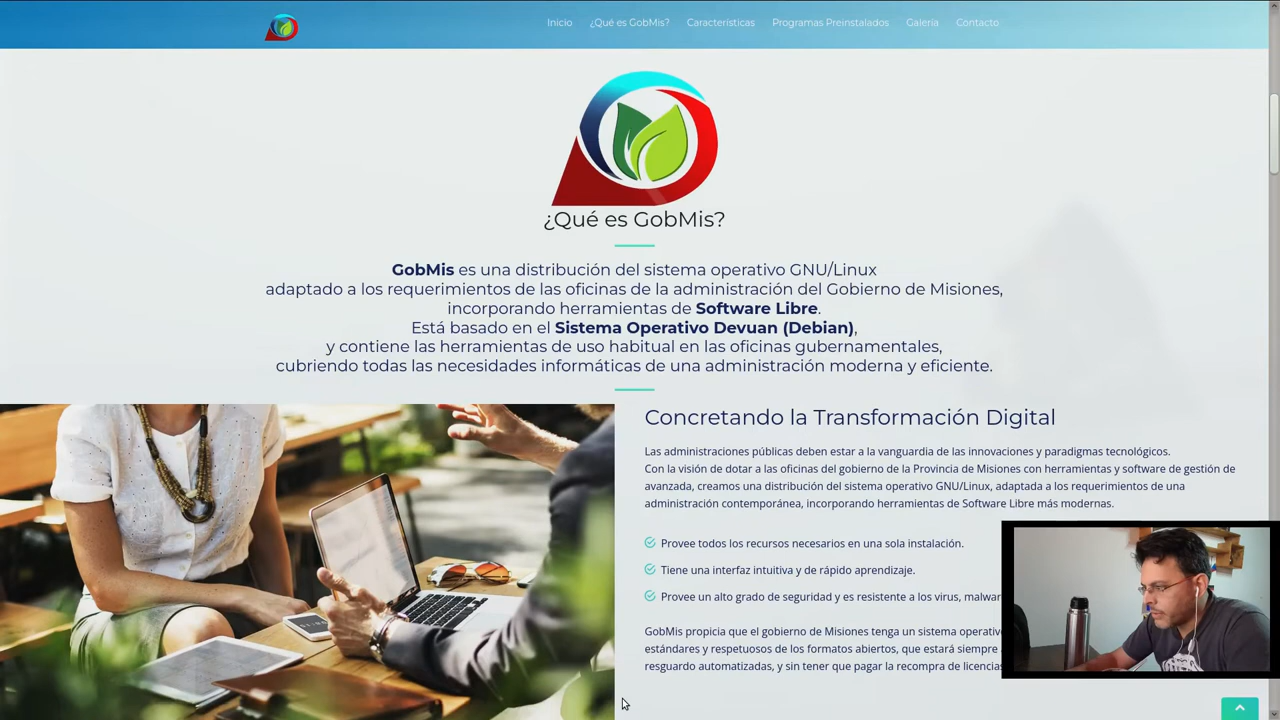 Inicio ¿Qué es GobMis? Características Programas Preinstalados Galería Contacto
¿Qué es GobMis?
GobMis es una distribución del sistema operativo GNU/Linux
adaptado a los requerimientos de las oficinas de la administración del Gobierno de Misiones,
incorporando herramientas de Software Libre.
Está basado en el Sistema Operativo Devuan (Debian),
y contiene las herramientas de uso habitual en las oficinas gubernamentales,
cubriendo todas las necesidades informáticas de una administración moderna y eficiente.
Concretando la Transformación Digital
Las administraciones públicas deben estar a la vanguardia de las innovaciones y paradigmas tecnológicos.
Con la visión de dotar a las oficinas del gobierno de la Provincia de Misiones con herramientas y software de gestión de
avanzada, creamos una distribución del sistema operativo GNU/Linux, adaptada a los requerimientos de una
administración contemporánea, incorporando herramientas de Software Libre más modernas.
Provee todos los recursos necesarios en una sola instalación.
Tiene una interfaz intuitiva y de rápido aprendizaje.
Provee un alto grado de seguridad y es resistente a los virus, malwar
GobMis propicia que el gobierno de Misiones tenga un sistema operativo
estándares y respetuosos de los formatos abiertos, que estará siempre
resguardo automatizadas, y sin tener que pagar la recompra de licencias